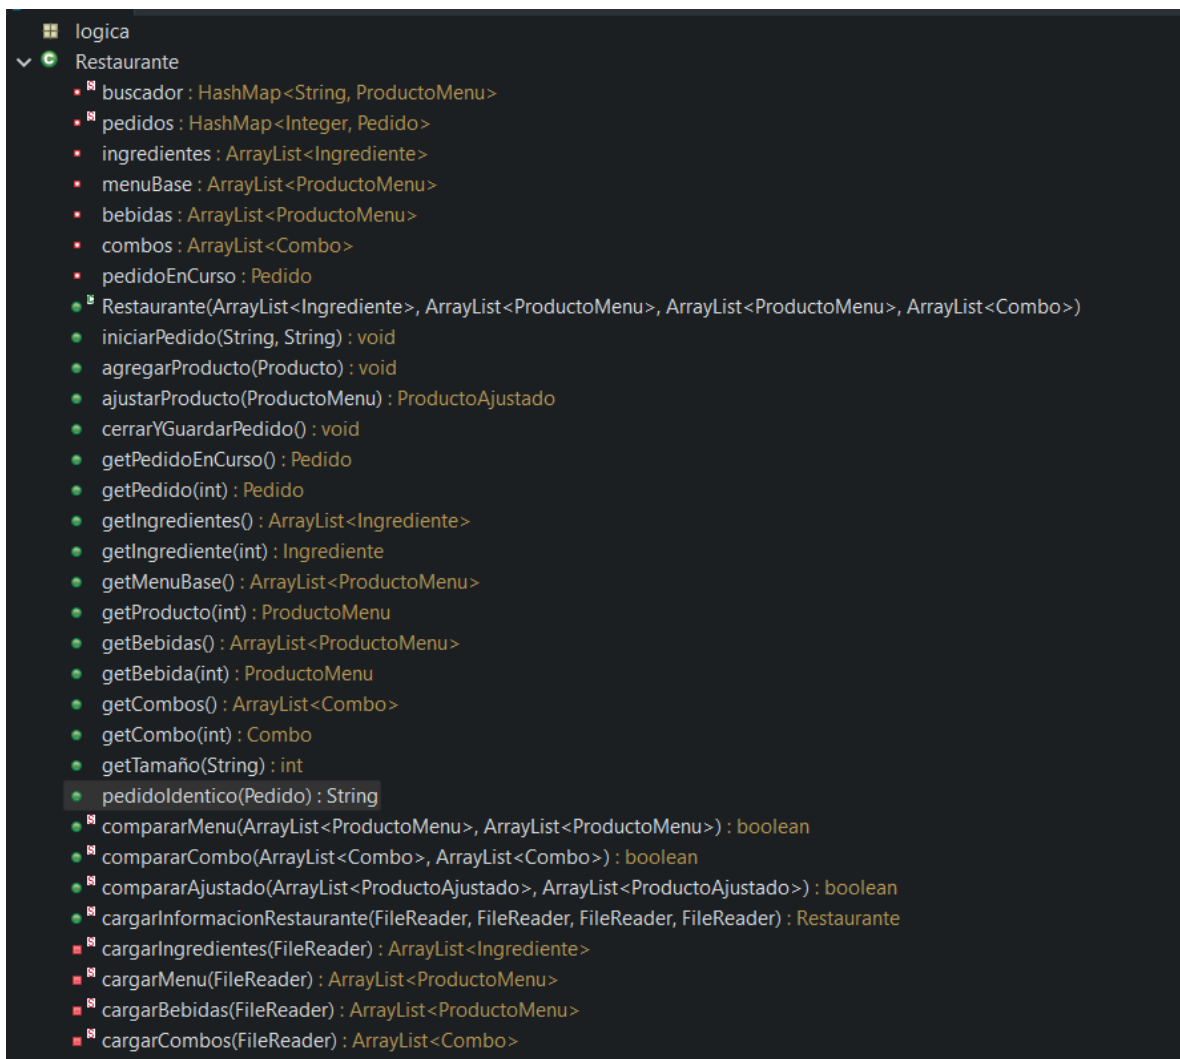 logica
Restaurante
buscador : HashMap<String, ProductoMenu>
pedidos : HashMap<Integer, Pedido>
ingredientes : ArrayList<Ingrediente>
menuBase : ArrayList<ProductoMenu>
bebidas : ArrayList<ProductoMenu>
combos : ArrayList<Combo>
pedidoEnCurso : Pedido
Restaurante(ArrayList<Ingrediente>, ArrayList<ProductoMenu>, ArrayList<ProductoMenu>, ArrayList<Combo>)
iniciarPedido(String, String) : void
agregarProducto(Producto) : void
ajustarProducto(ProductoMenu) : ProductoAjustado
cerrarYGuardarPedido() : void
getPedidoEnCurso() : Pedido
getPedido(int) : Pedido
getIngredientes() : ArrayList<Ingrediente>
getIngrediente(int) : Ingrediente
getMenuBase() : ArrayList<ProductoMenu>
getProducto(int) : ProductoMenu
getBebidas() : ArrayList<ProductoMenu>
getBebida(int) : ProductoMenu
getCombos() : ArrayList<Combo>
getCombo(int) : Combo
getTamaño(String) : int
pedidoIdentico(Pedido) : String
compararMenu(ArrayList<ProductoMenu>, ArrayList<ProductoMenu>) : boolean
compararCombo(ArrayList<Combo>, ArrayList<Combo>) : boolean
compararAjustado(ArrayList<ProductoAjustado>, ArrayList<ProductoAjustado>) : boolean
cargarInformacionRestaurante(FileReader, FileReader, FileReader, FileReader) : Restaurante
cargarIngredientes(FileReader) : ArrayList<Ingrediente>
cargarMenu(FileReader) : ArrayList<ProductoMenu>
cargarBebidas(FileReader) : ArrayList<ProductoMenu>
cargarCombos(FileReader) : ArrayList<Combo>